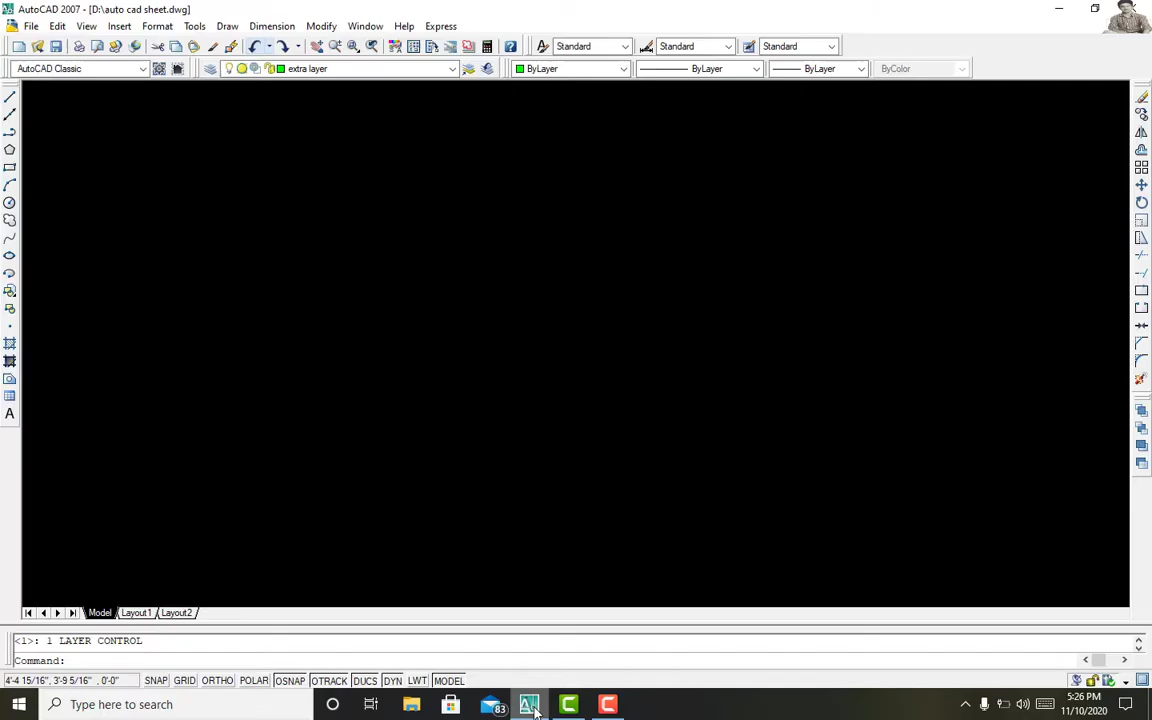 AutoCAD 2007 - [D:\auto cad sheet.dwg]
File Edit View Insert Format Tools Draw Dimension Modify Window Help Express
Standard Standard Standard
AutoCAD Classic extra layer ByLayer ByLayer ByLayer ByColor
A
Model Layout1 Layout2
<1>: 1 LAYER CONTROL
Command:
4'-4 15/16", 3'-9 5/16" , 0'-0" SNAP GRID ORTHO POLAR OSNAP OTRACK DUCS DYN LWT MODEL
Type here to search 83 5:26 PM
11/10/2020